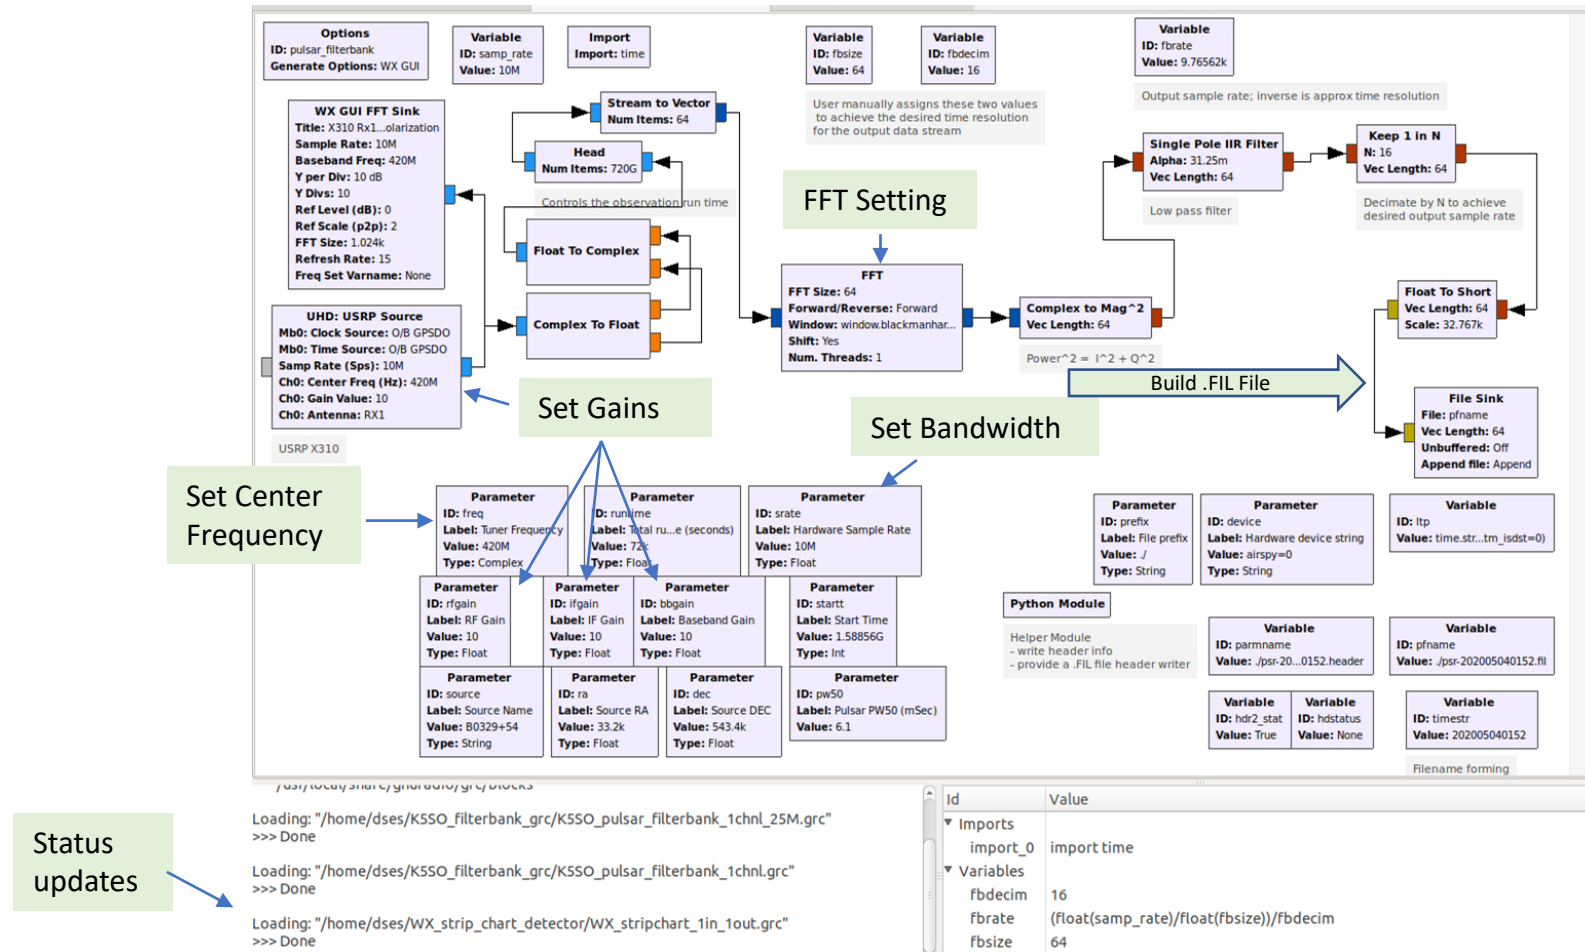 Options
ID: pulsar_filterbank
Generate Options: WX GUI
Variable
ID: samp_rate
Value: 10M
Import
Import: time
Variable
ID: fbsize
Value: 64
Variable
ID: fbdecim
Value: 16
User manually assigns these two values
to achieve the desired time resolution
for the output data stream
Variable
ID: fbrate
Value: 9.76562k
Output sample rate; inverse is approx time resolution
WX GUI FFT Sink
Title: X310 Rx1...olarization
Sample Rate: 10M
Baseband Freq: 420M
Y per Div: 10 dB
Y Divs: 10
Ref Level (dB): 0
Ref Scale (p2p): 2
FFT Size: 1.024k
Refresh Rate: 15
Freq Set Varname: None
Stream to Vector
Num Items: 64
Head
Num Items: 720G
Controls the observation run time
Float To Complex
Complex To Float
UHD: USRP Source
Mb0: Clock Source: O/B GPSDO
Mb0: Time Source: O/B GPSDO
Samp Rate (Sps): 10M
Ch0: Center Freq (Hz): 420M
Ch0: Gain Value: 10
Ch0: Antenna: RX1
USRP X310
FFT Setting
FFT
FFT Size: 64
Forward/Reverse: Forward
Window: window.blackmanhar...
Shift: Yes
Num. Threads: 1
Complex to Mag^2
Vec Length: 64
Power^2 = I^2 + Q^2
Single Pole IIR Filter
Alpha: 31.25m
Vec Length: 64
Low pass filter
Keep 1 in N
N: 16
Vec Length: 64
Decimate by N to achieve
desired output sample rate
Float To Short
Vec Length: 64
Scale: 32.767k
Build .FIL File
File Sink
File: pfname
Vec Length: 64
Unbuffered: Off
Append file: Append
Set Gains
Set Bandwidth
Set Center
Frequency
Parameter
ID: freq
Label: Tuner Frequency
Value: 420M
Type: Complex
Parameter
ID: runtime
Label: Total ru...e (seconds)
Value: 72k
Type: Float
Parameter
ID: srate
Label: Hardware Sample Rate
Value: 10M
Type: Float
Parameter
ID: rfgain
Label: RF Gain
Value: 10
Type: Float
Parameter
ID: ifgain
Label: IF Gain
Value: 10
Type: Float
Parameter
ID: bbgain
Label: Baseband Gain
Value: 10
Type: Float
Parameter
ID: startt
Label: Start Time
Value: 1.58856G
Type: Int
Parameter
ID: source
Label: Source Name
Value: B0329+54
Type: String
Parameter
ID: ra
Label: Source RA
Value: 33.2k
Type: Float
Parameter
ID: dec
Label: Source DEC
Value: 543.4k
Type: Float
Parameter
ID: pw50
Label: Pulsar PW50 (mSec)
Value: 6.1
Parameter
ID: prefix
Label: File prefix
Value: ./
Type: String
Parameter
ID: device
Label: Hardware device string
Value: airspy=0
Type: String
Variable
ID: ltp
Value: time.str...tm_isdst=0)
Python Module
Helper Module
- write header info
- provide a .FIL file header writer
Variable
ID: parmname
Value: ./psr-20...0152.header
Variable
ID: pfname
Value: ./psr-202005040152.fil
Variable
ID: hdr2_stat
Value: True
Variable
ID: hdstatus
Value: None
Variable
ID: timestr
Value: 202005040152
Filename forming
Status
updates
/usr/local/share/gnuradio/grc/blocks
Loading: "/home/dses/K5SO_filterbank_grc/K5SO_pulsar_filterbank_1chnl_25M.grc"
>>> Done
Loading: "/home/dses/K5SO_filterbank_grc/K5SO_pulsar_filterbank_1chnl.grc"
>>> Done
Loading: "/home/dses/WX_strip_chart_detector/WX_stripchart_1in_1out.grc"
>>> Done
Id Value
Imports
import_0 import time
Variables
fbdecim 16
fbrate (float(samp_rate)/float(fbsize))/fbdecim
fbsize 64